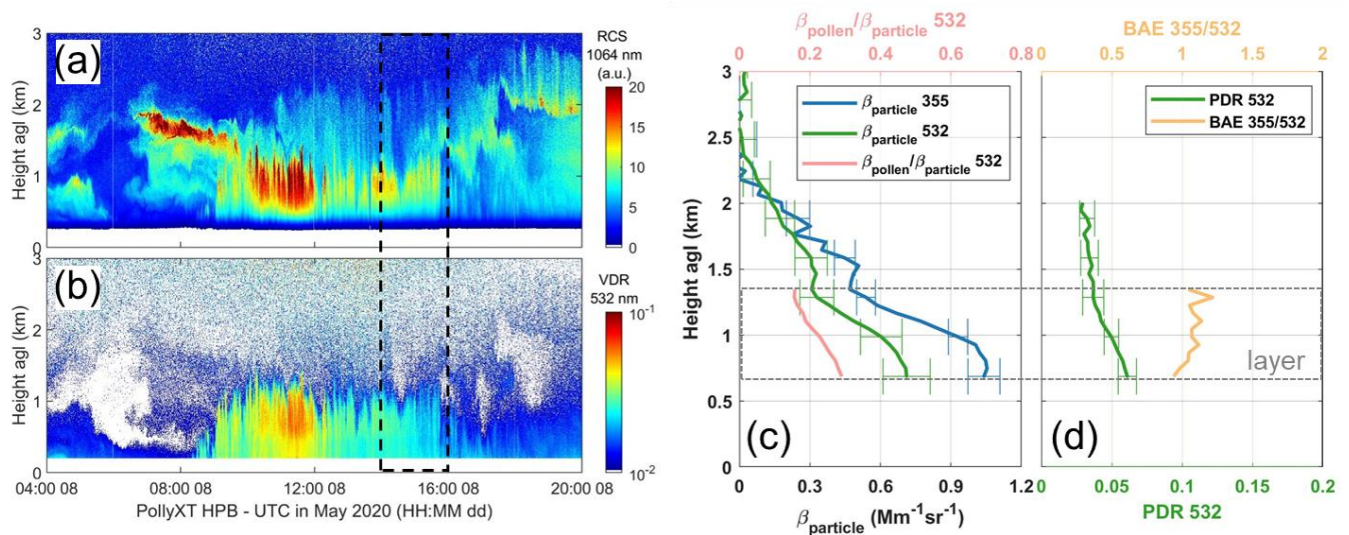 (a)
3
2
1
0
Height agl (km)
RCS
1064 nm
(a.u.)
20
15
10
5
0
(b)
3
2
1
0
Height agl (km)
VDR
532 nm
10⁻¹
10⁻²
04:00 08
08:00 08
12:00 08
16:00 08
20:00 08
PollyXT HPB - UTC in May 2020 (HH:MM dd)
β_pollen/β_particle 532
0 0.2 0.4 0.6 0.8
3
2.5
2
1.5
1
0.5
0
Height agl (km)
β_particle 355
β_particle 532
β_pollen/β_particle 532
(c)
0 0.3 0.6 0.9 1.2
β_particle (Mm⁻¹sr⁻¹)
BAE 355/532
0 0.5 1 1.5 2
PDR 532
BAE 355/532
layer
(d)
0 0.05 0.1 0.15 0.2
PDR 532